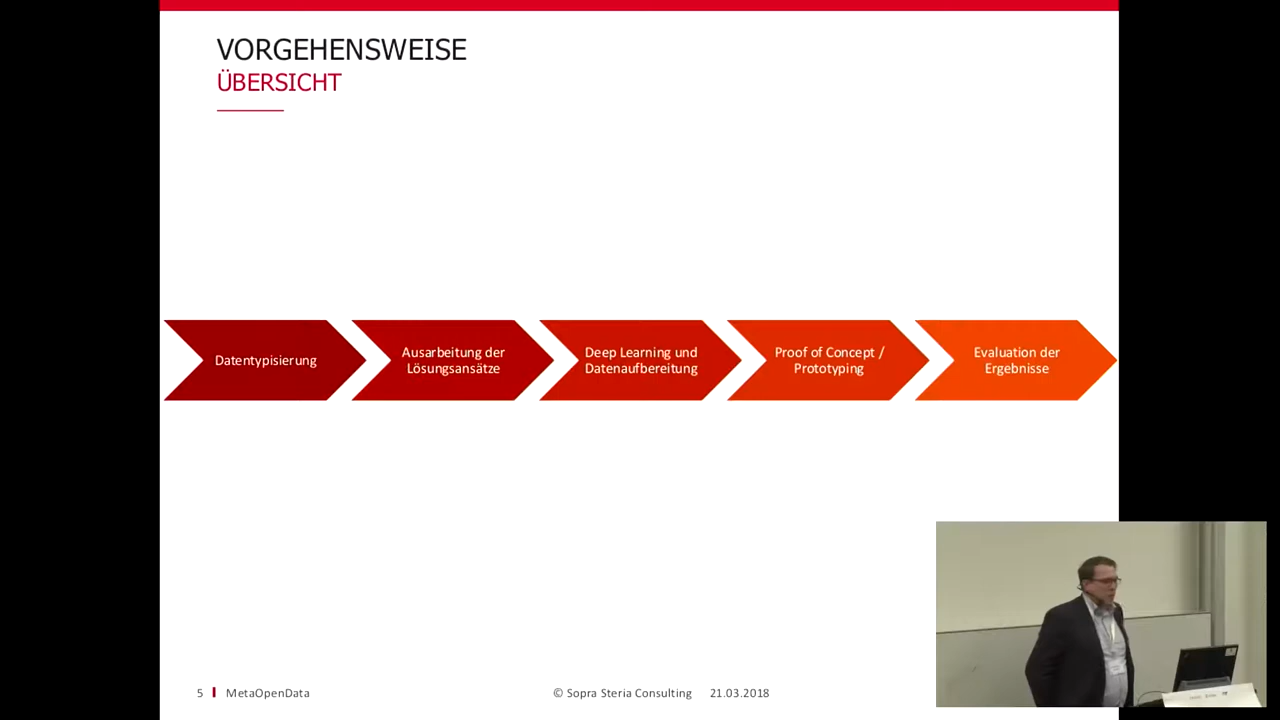 VORGEHENSWEISE
ÜBERSICHT
Datentypisierung
Ausarbeitung der
Lösungsansätze
Deep Learning und
Datenaufbereitung
Proof of Concept /
Prototyping
Evaluation der
Ergebnisse
5
MetaOpenData
© Sopra Steria Consulting
21.03.2018